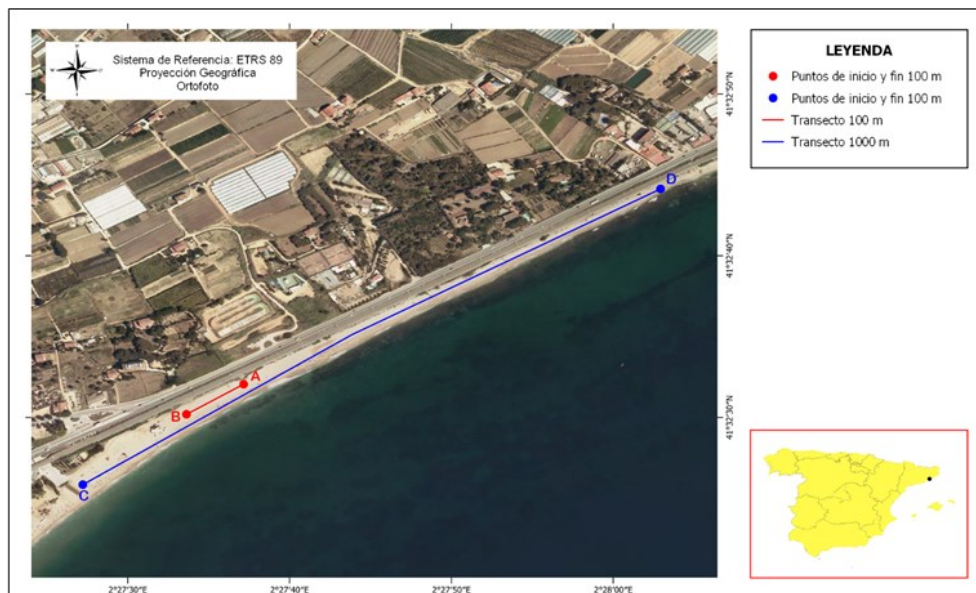 N
Sistema de Referencia: ETRS 89
Proyección Geográfica
Ortofoto
LEYENDA
Puntos de inicio y fin 100 m
Puntos de inicio y fin 100 m
Transecto 100 m
Transecto 1000 m
D
A
B
C
41°32'50"N
41°32'40"N
41°32'30"N
2°27'30"E
2°27'40"E
2°27'50"E
2°28'00"E